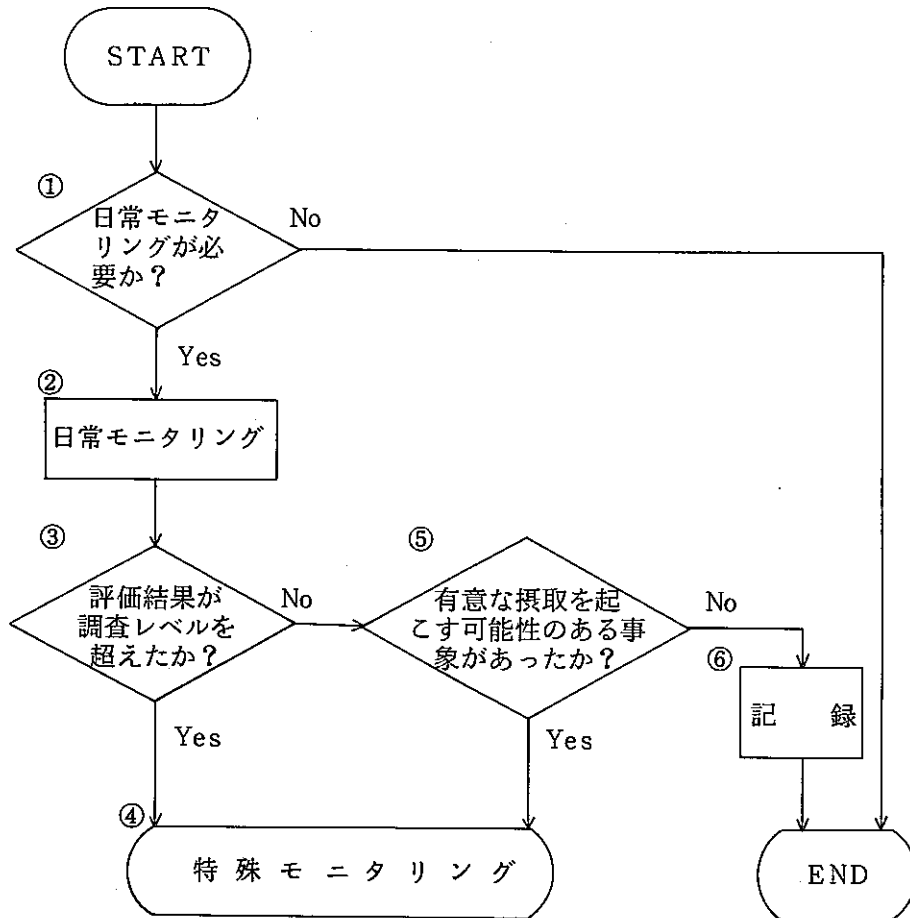 START
①
日常モニタ
リングが必
要か？
No
Yes
②
日常モニタリング
③
評価結果が
調査レベルを
超えたか？
No
Yes
⑤
有意な摂取を起
こす可能性のある事
象があったか？
No
Yes
⑥
記　録
④
特殊モニタリング
END